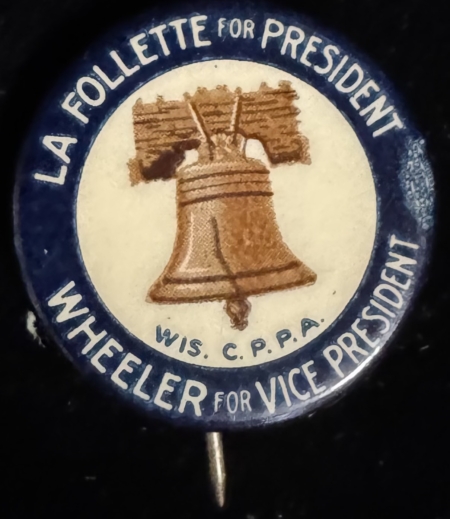 LA FOLLETTE FOR PRESIDENT
WIS. C.P.P.A.
WHEELER FOR VICE PRESIDENT